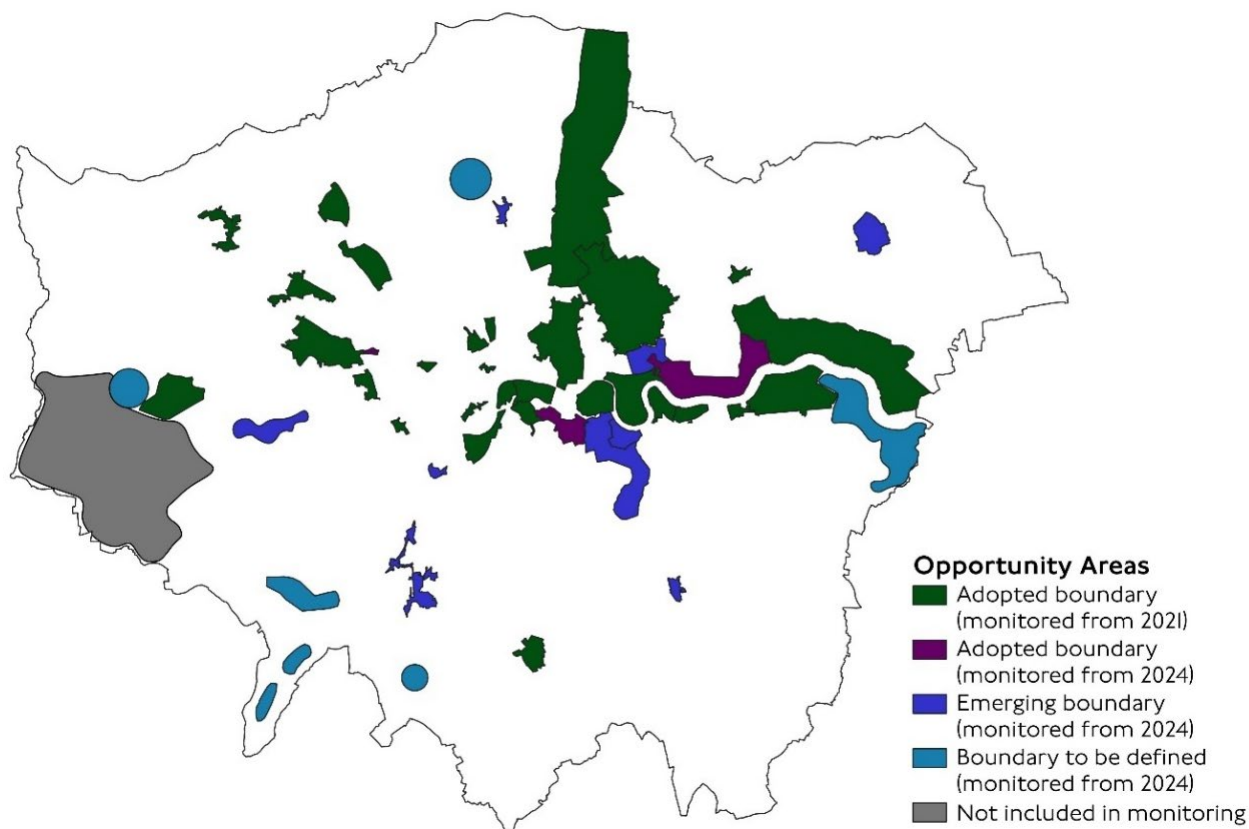 Opportunity Areas
Adopted boundary
(monitored from 2021)
Adopted boundary
(monitored from 2024)
Emerging boundary
(monitored from 2024)
Boundary to be defined
(monitored from 2024)
Not included in monitoring